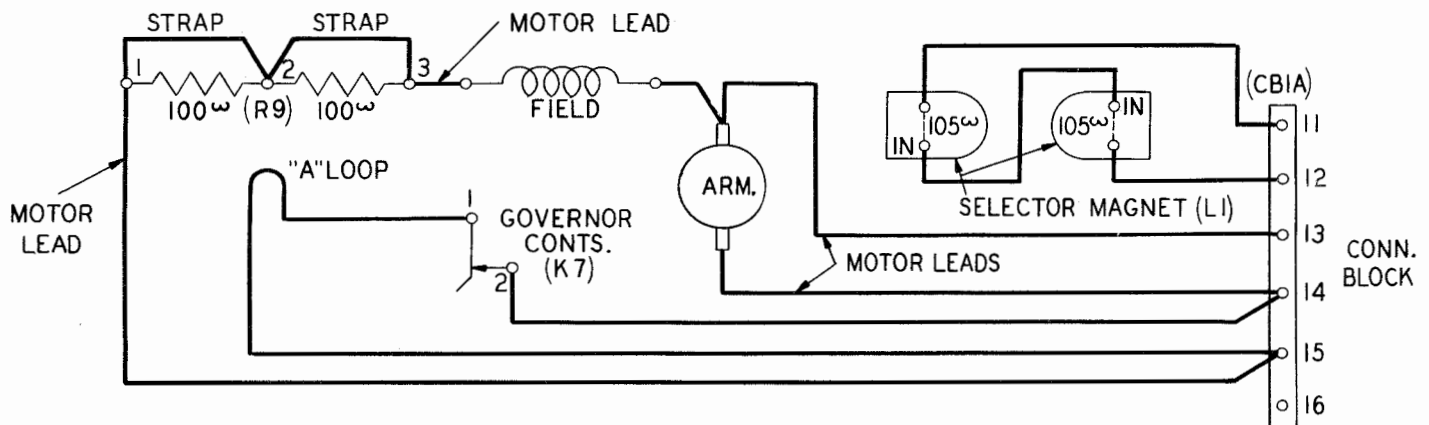 STRAP
STRAP
MOTOR LEAD
1
2
3
100ω
(R9)
100ω
FIELD
(CB1A)
105ω
IN
105ω
IN
11
12
13
14
15
16
"A" LOOP
MOTOR
LEAD
1
GOVERNOR
CONTS.
(K7)
2
ARM.
SELECTOR MAGNET (L1)
MOTOR LEADS
CONN.
BLOCK